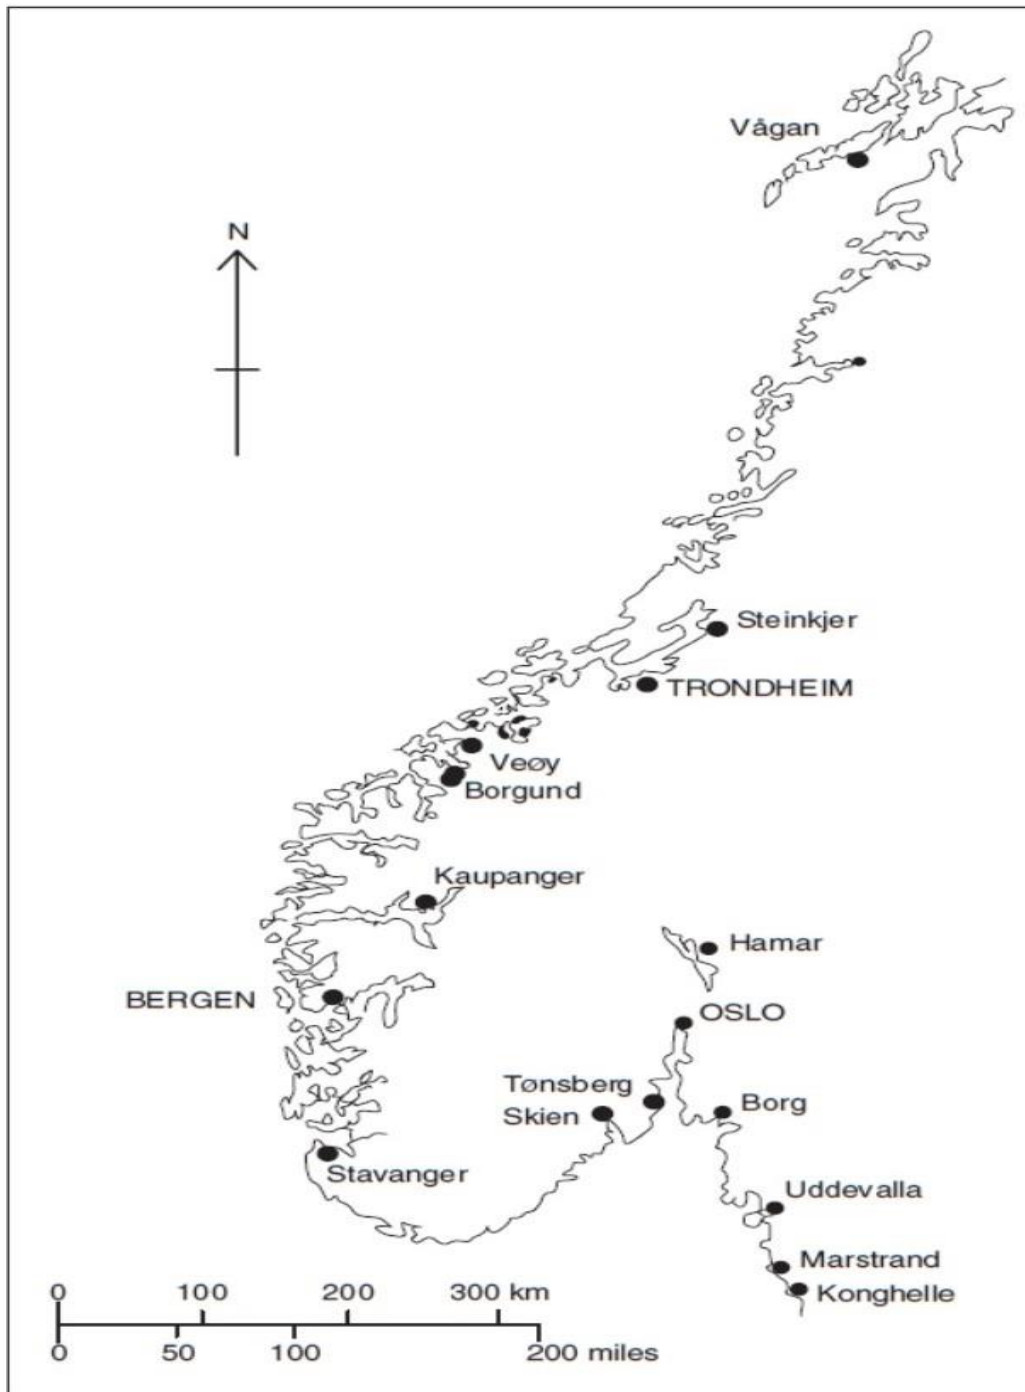 Vågan
N
Steinkjer
TRONDHEIM
Veøy
Borgund
Kaupanger
Hamar
BERGEN
OSLO
Tønsberg
Borg
Skien
Stavanger
Uddevalla
Marstrand
Konghelle
0 100 200 300 km
0 50 100 200 miles